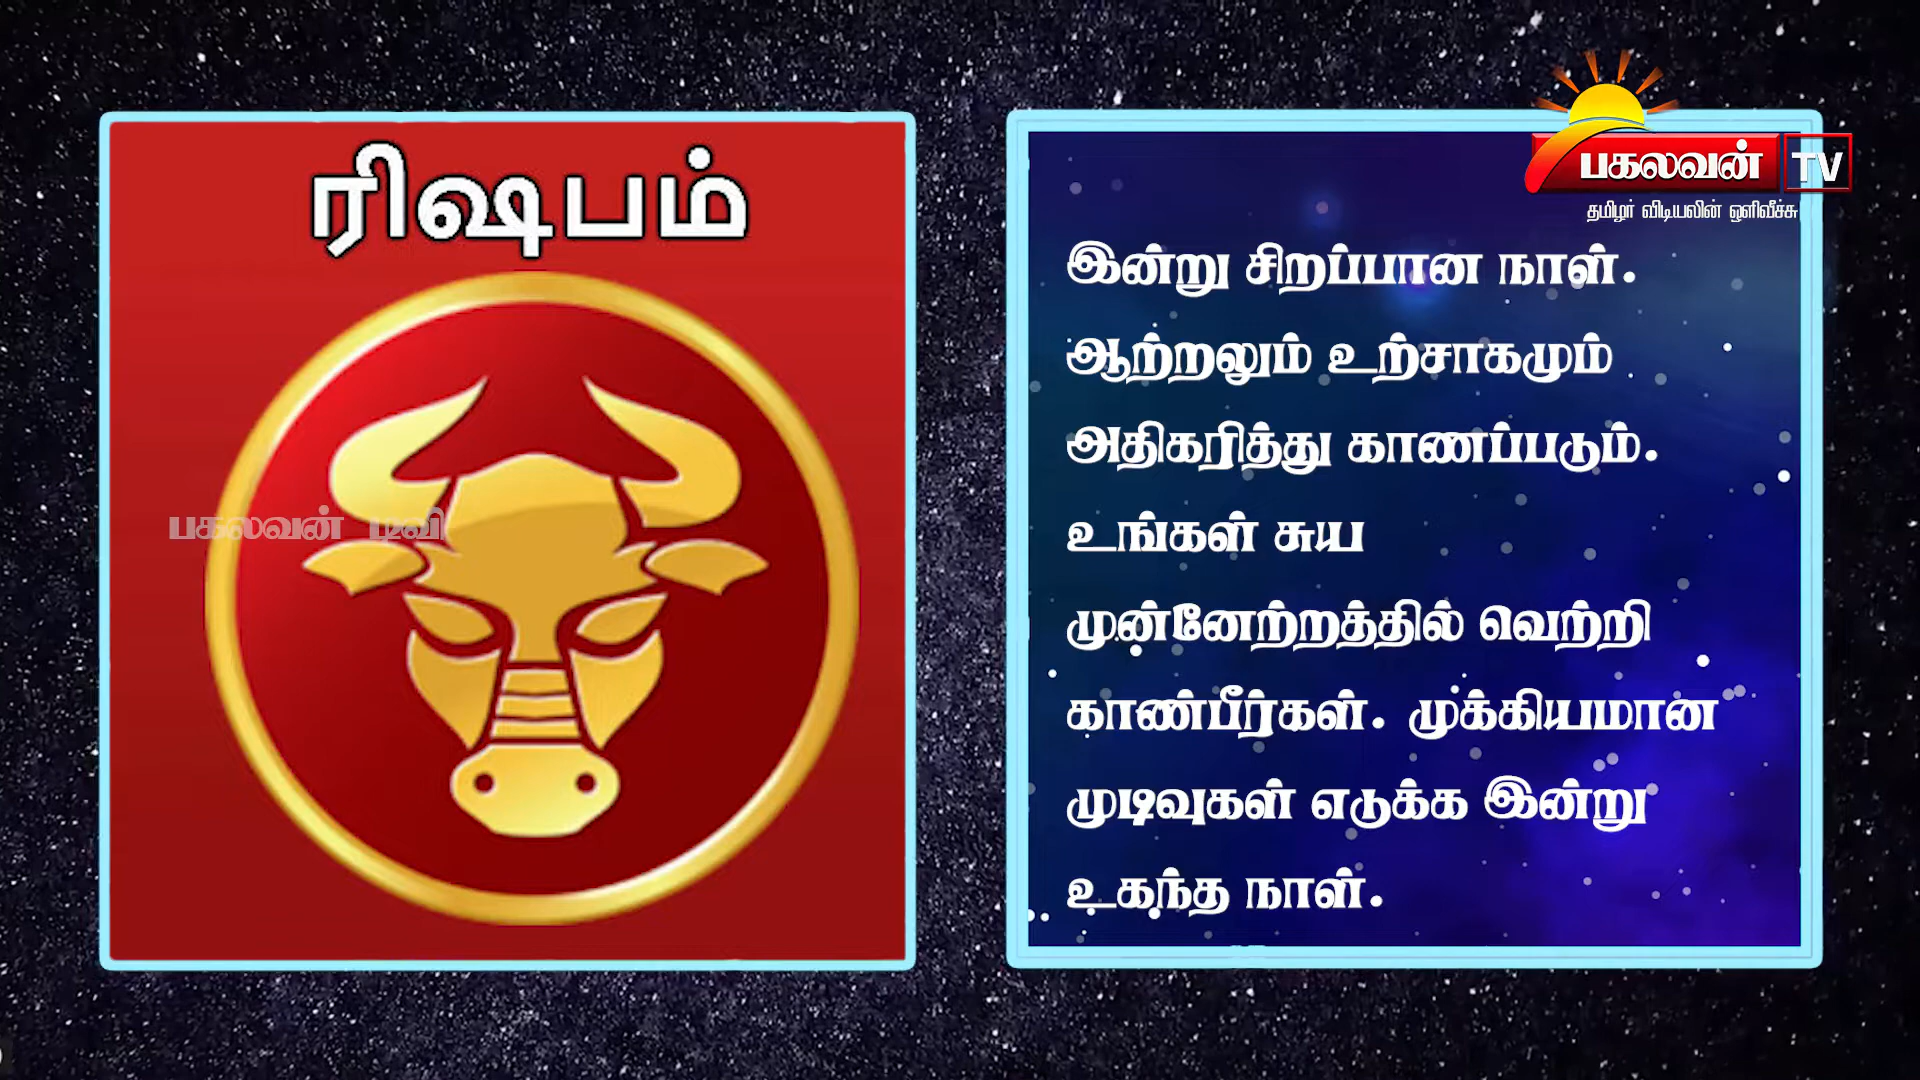 ரிஷபம்
பகலவன் டிவி
பகலவன் TV
தமிழர் விடியலின் ஒளிவீச்சு
இன்று சிறப்பான நாள்.
ஆற்றலும் உற்சாகமும்
அதிகரித்து காணப்படும்.
உங்கள் சுய
முன்னேற்றத்தில் வெற்றி
காண்பீர்கள். முக்கியமான
முடிவுகள் எடுக்க இன்று
உகந்த நாள்.